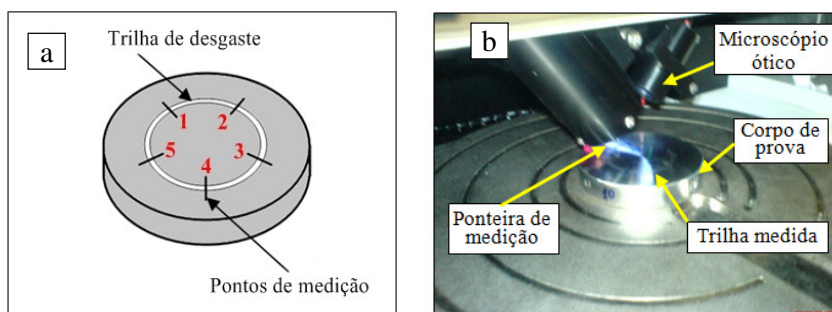 a
Trilha de desgaste
1
2
3
4
5
Pontos de medição
b
Microscópio
ótico
Corpo de
prova
Ponteira de
medição
Trilha medida
10